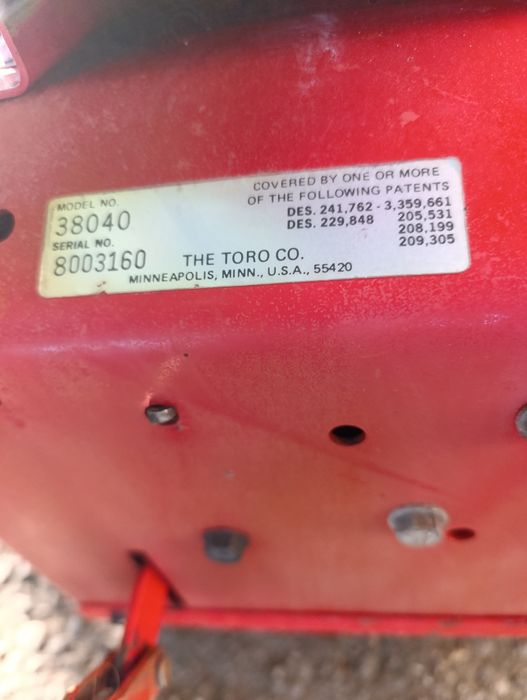 MODEL NO.
38040
SERIAL NO.
8003160
COVERED BY ONE OR MORE
OF THE FOLLOWING PATENTS
DES. 241,762 - 3,359,661
DES. 229,848 205,531
208,199
209,305
THE TORO CO.
MINNEAPOLIS, MINN., U.S.A., 55420